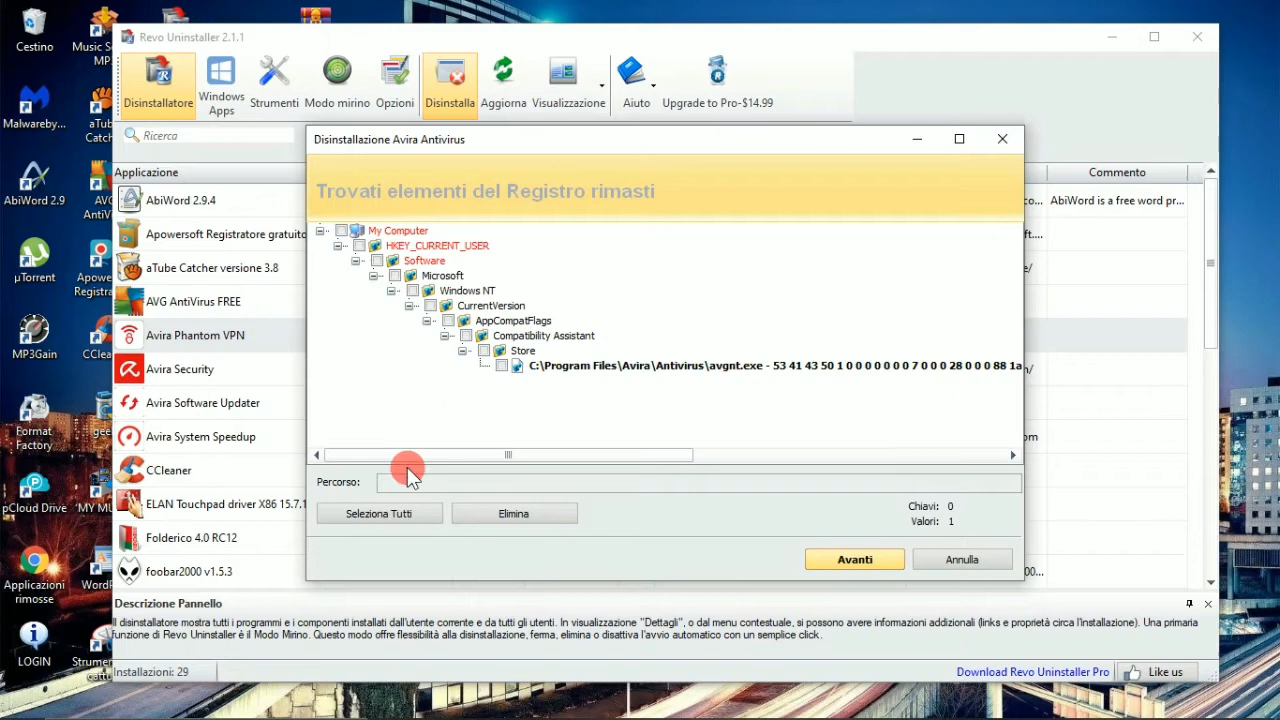 Cestino
Music S
MP
Malwareby...
aTube
Catch
AbiWord 2.9
AVG
AntiVi
µTorrent
Apowe
Registra
MP3Gain
CCle
Format
Factory
gee
pCloud Drive
'MY MU
Applicazioni
rimosse
WordP
LOGIN
Strume
cattu
Revo Uninstaller 2.1.1
Disinstallatore
Windows
Apps
Strumenti
Modo mirino
Opzioni
Disinstalla
Aggiorna
Visualizzazione
Aiuto
Upgrade to Pro-$14.99
Ricerca
Applicazione
Commento
AbiWord 2.9.4
AbiWord is a free word pr...
Apowersoft Registratore gratuito
aTube Catcher versione 3.8
AVG AntiVirus FREE
Avira Phantom VPN
Avira Security
Avira Software Updater
Avira System Speedup
CCleaner
ELAN Touchpad driver X86 15.7.1
Folderico 4.0 RC12
foobar2000 v1.5.3
Disinstallazione Avira Antivirus
Trovati elementi del Registro rimasti
My Computer
HKEY_CURRENT_USER
Software
Microsoft
Windows NT
CurrentVersion
AppCompatFlags
Compatibility Assistant
Store
C:\Program Files\Avira\Antivirus\avgnt.exe - 53 41 43 50 1 0 0 0 0 0 0 0 7 0 0 0 28 0 0 0 88 1a
Percorso:
Seleziona Tutti
Elimina
Chiavi: 0
Valori: 1
Avanti
Annulla
Descrizione Pannello
Il disinstallatore mostra tutti i programmi e i componenti installati dall'utente corrente e da tutti gli utenti. In visualizzazione "Dettagli", o dal menu contestuale, si possono avere informazioni addizionali (links e proprietà circa l'installazione). Una primaria
funzione di Revo Uninstaller è il Modo Mirino. Questo modo offre flessibilità alla disinstallazione, ferma, elimina o disattiva l'avvio automatico con un semplice click.
Installazioni: 29
Download Revo Uninstaller Pro
Like us